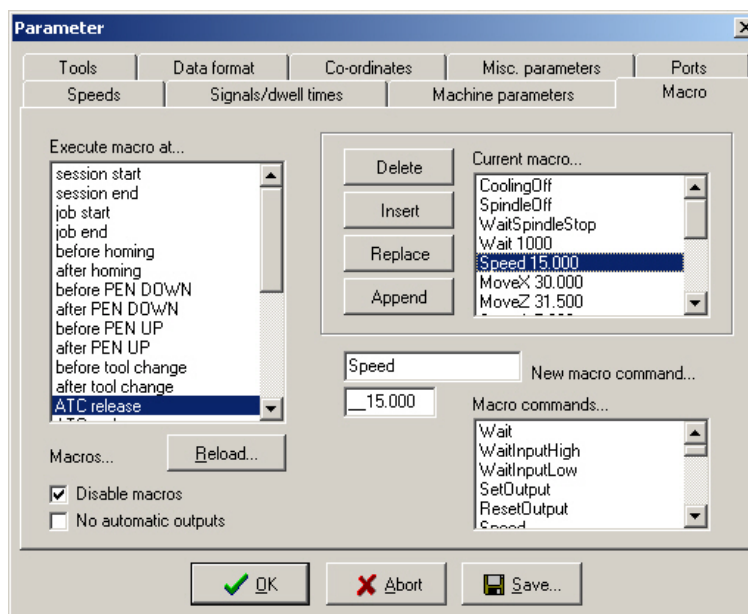 Parameter
Tools
Data format
Co-ordinates
Misc. parameters
Ports
Speeds
Signals/dwell times
Machine parameters
Macro
Execute macro at...
session start
session end
job start
job end
before homing
after homing
before PEN DOWN
after PEN DOWN
before PEN UP
after PEN UP
before tool change
after tool change
ATC release
Macros...
Reload...
Disable macros
No automatic outputs
Delete
Insert
Replace
Append
Current macro...
CoolingOff
SpindleOff
WaitSpindleStop
Wait 1000
Speed 15.000
MoveX 30.000
MoveZ 31.500
Speed
New macro command...
__15.000
Macro commands...
Wait
WaitInputHigh
WaitInputLow
SetOutput
ResetOutput
Speed
OK
Abort
Save...